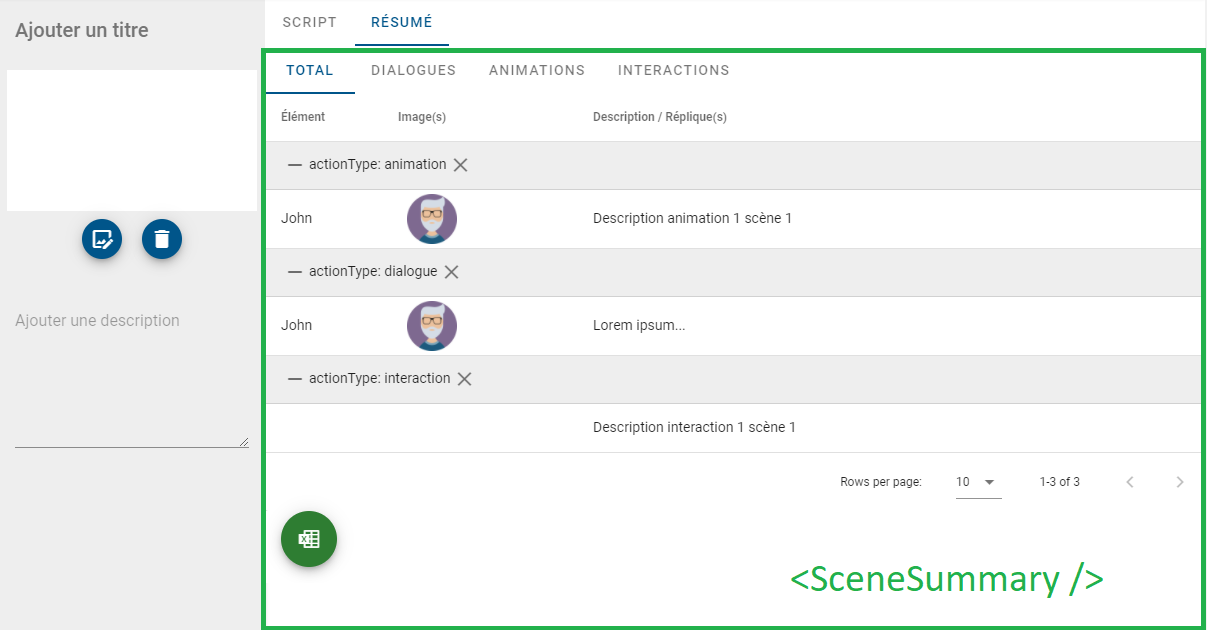 Ajouter un titre
SCRIPT RÉSUMÉ
TOTAL DIALOGUES ANIMATIONS INTERACTIONS
Élément Image(s) Description / Réplique(s)
actionType: animation
John Description animation 1 scène 1
actionType: dialogue
Ajouter une description
John Lorem ipsum...
actionType: interaction
Description interaction 1 scène 1
Rows per page: 10 1-3 of 3
<SceneSummary />